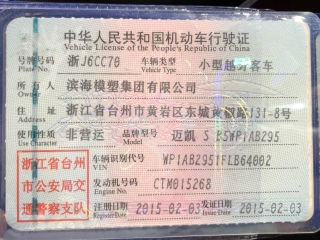 中华人民共和国机动车行驶证
Vehicle License of the People's Republic of China
号牌号码 浙J6CC70 车辆类型 小型越野客车
Plate No. Vehicle Type
所有人 滨海模塑集团有限公司
Owner
住址 浙江省台州市黄岩区东城 131-8号
Address
使用性质 非营运 品牌型号 迈凯 S
Use Character Model
浙江省台州市公安局交通警察支队
车辆识别代号 WP1AB2951FLB64002
VIN
发动机号码 CTM015268
Engine No.
注册日期 2015-02-03 发证日期 2015-02-03
Register Date Issue Date